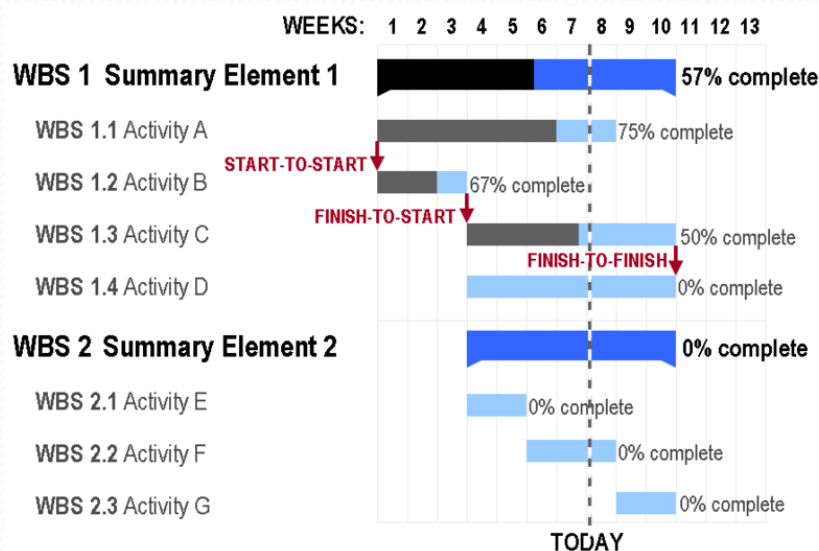 WEEKS: 1 2 3 4 5 6 7 8 9 10 11 12 13
WBS 1 Summary Element 1 57% complete
WBS 1.1 Activity A 75% complete
START-TO-START
WBS 1.2 Activity B 67% complete
FINISH-TO-START
WBS 1.3 Activity C 50% complete
FINISH-TO-FINISH
WBS 1.4 Activity D 0% complete
WBS 2 Summary Element 2 0% complete
WBS 2.1 Activity E 0% complete
WBS 2.2 Activity F 0% complete
WBS 2.3 Activity G 0% complete
TODAY